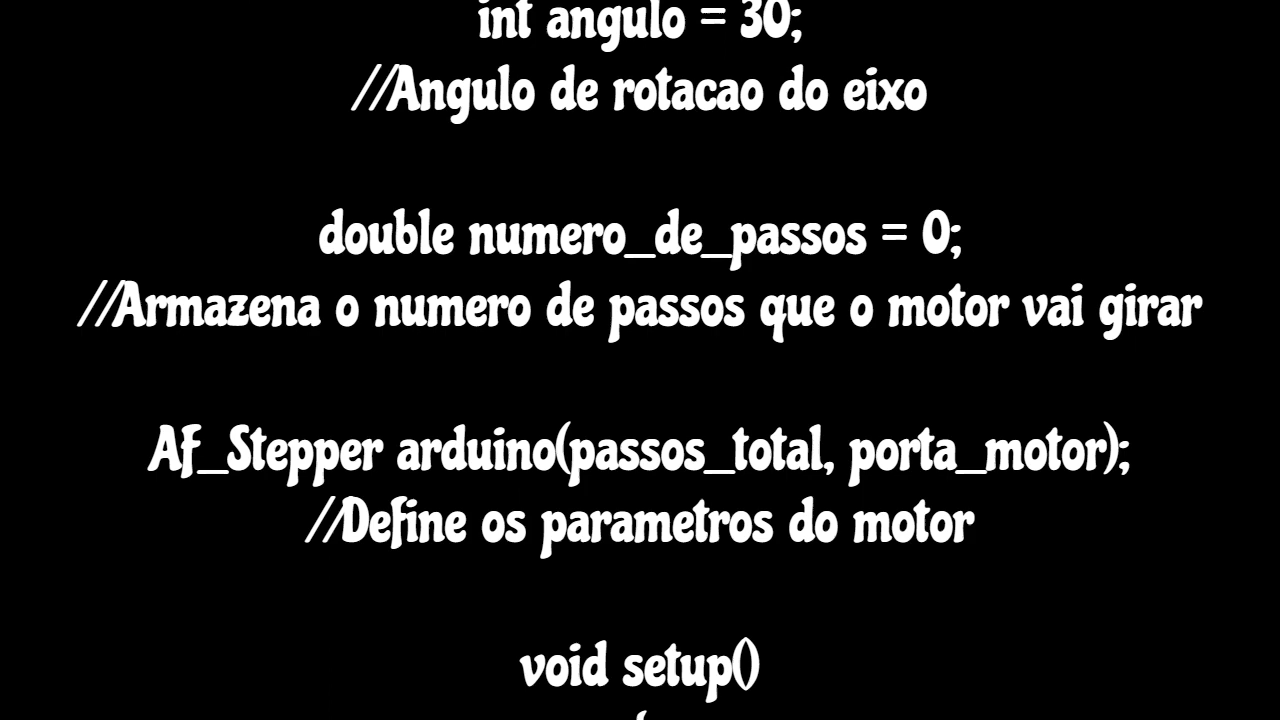 int angulo = 30;
//Angulo de rotacao do eixo
double numero_de_passos = 0;
//Armazena o numero de passos que o motor vai girar
Af_Stepper arduino(passos_total, porta_motor);
//Define os parametros do motor
void setup()